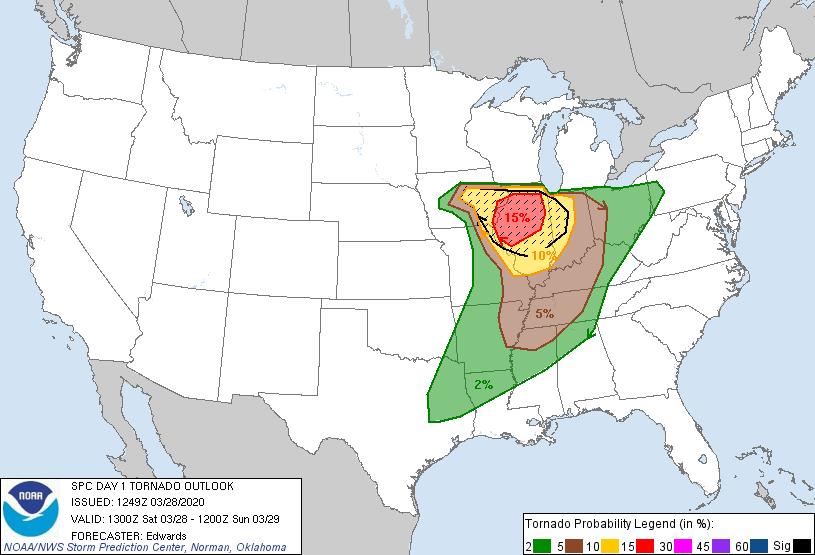 15%
10%
5%
2%
NOAA
SPC DAY 1 TORNADO OUTLOOK
ISSUED: 1249Z 03/28/2020
VALID: 1300Z Sat 03/28 - 1200Z Sun 03/29
FORECASTER: Edwards
NOAA/NWS Storm Prediction Center, Norman, Oklahoma
Tornado Probability Legend (in %):
2 5 10 15 30 45 60 Sig